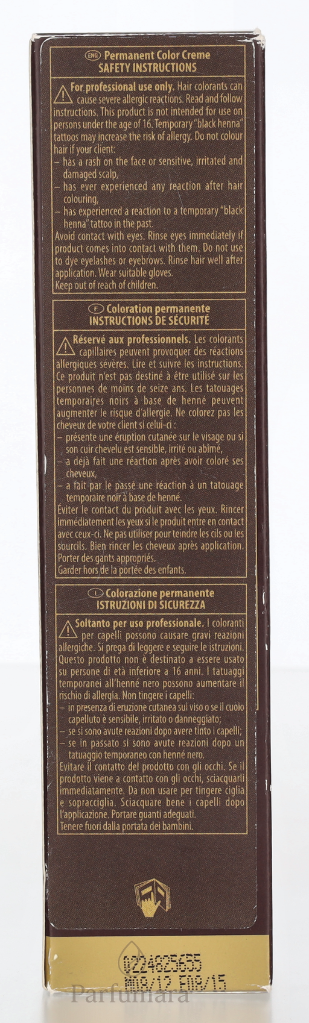 ENG Permanent Color Creme
SAFETY INSTRUCTIONS
For professional use only. Hair colorants can
cause severe allergic reactions. Read and follow
instructions. This product is not intended for use on
persons under the age of 16. Temporary "black henna"
tattoos may increase the risk of allergy. Do not colour
hair if your client:
– has a rash on the face or sensitive, irritated and
damaged scalp,
– has ever experienced any reaction after hair
colouring,
– has experienced a reaction to a temporary "black
henna" tattoo in the past.
Avoid contact with eyes. Rinse eyes immediately if
product comes into contact with them. Do not use
to dye eyelashes or eyebrows. Rinse hair well after
application. Wear suitable gloves.
Keep out of reach of children.
F Coloration permanente
INSTRUCTIONS DE SÉCURITÉ
Réservé aux professionnels. Les colorants
capillaires peuvent provoquer des réactions
allergiques sévères. Lire et suivre les instructions.
Ce produit n'est pas destiné à être utilisé sur les
personnes de moins de seize ans. Les tatouages
temporaires noirs à base de henné peuvent
augmenter le risque d'allergie. Ne colorez pas les
cheveux de votre client si celui-ci :
– présente une éruption cutanée sur le visage ou si
son cuir chevelu est sensible, irrité ou abîmé,
– a déjà fait une réaction après avoir coloré ses
cheveux,
– a fait par le passé une réaction à un tatouage
temporaire noir à base de henné.
Éviter le contact du produit avec les yeux. Rincer
immédiatement les yeux si le produit entre en contact
avec ceux-ci. Ne pas utiliser pour teindre les cils ou les
sourcils. Bien rincer les cheveux après application.
Porter des gants appropriés.
Garder hors de la portée des enfants.
I Colorazione permanente
ISTRUZIONI DI SICUREZZA
Soltanto per uso professionale. I coloranti
per capelli possono causare gravi reazioni
allergiche. Si prega di leggere e seguire le istruzioni.
Questo prodotto non è destinato a essere usato
su persone di età inferiore a 16 anni. I tatuaggi
temporanei all'henné nero possono aumentare il
rischio di allergia. Non tingere i capelli:
– in presenza di eruzione cutanea sul viso o se il cuoio
capelluto è sensibile, irritato o danneggiato;
– se si sono avute reazioni dopo avere tinto i capelli;
– se in passato si sono avute reazioni dopo un
tatuaggio temporaneo con henné nero.
Evitare il contatto del prodotto con gli occhi. Se il
prodotto viene a contatto con gli occhi, sciacquarli
immediatamente. Da non usare per tingere ciglia
e sopracciglia. Sciacquare bene i capelli dopo
l'applicazione. Portare guanti adeguati.
Tenere fuori dalla portata dei bambini.
0224825655
M08/12 E08/15
Parfumara